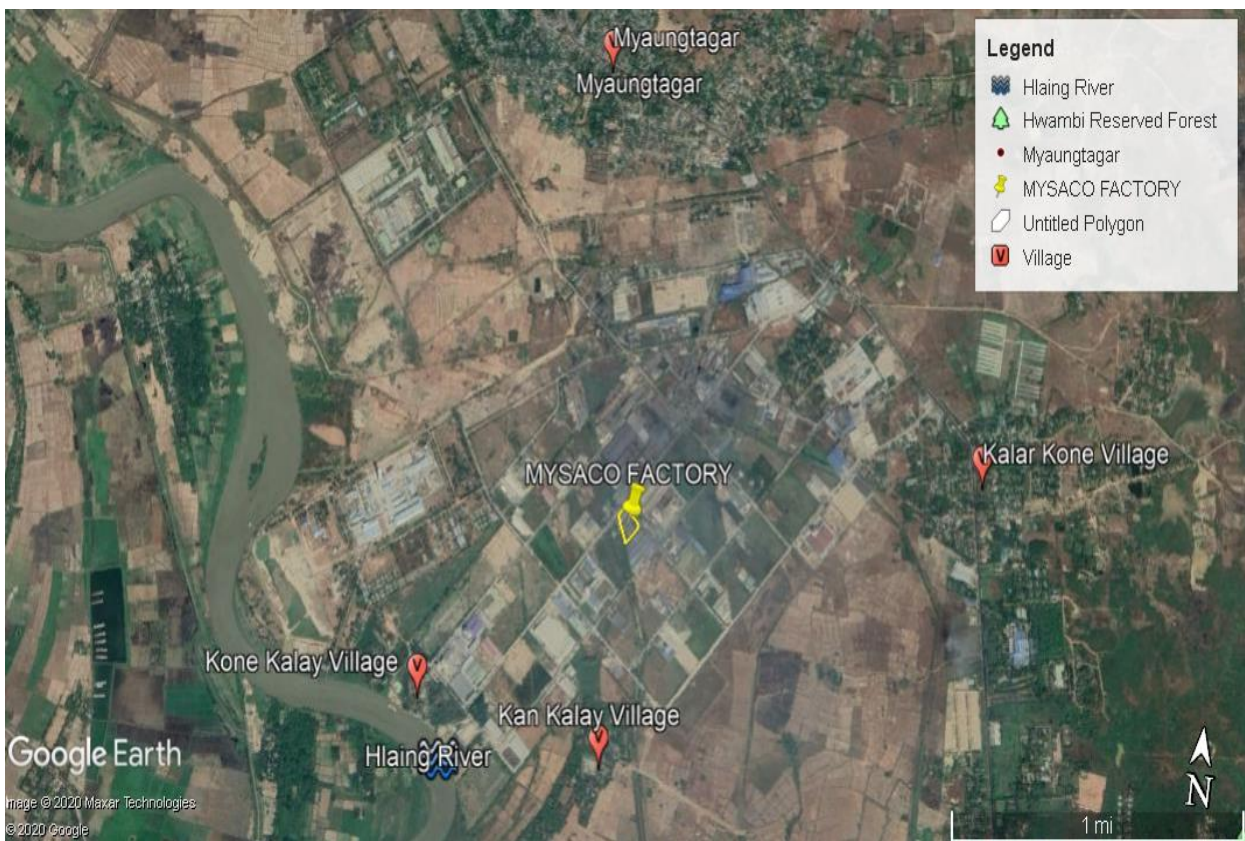 Myaungtagar
Myaungtagar
Legend
Hlaing River
Hwambi Reserved Forest
Myaungtagar
MYSACO FACTORY
Untitled Polygon
V Village
Kalar Kone Village
MYSACO FACTORY
Kone Kalay Village
Kan Kalay Village
Hlaing River
Google Earth
Image © 2020 Maxar Technologies
© 2020 Google
N
1 mi